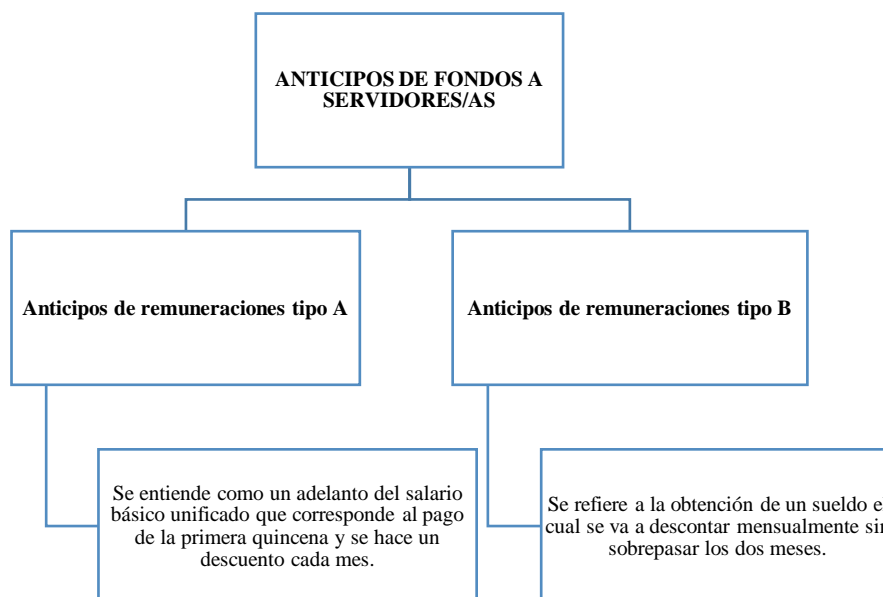 ANTICIPOS DE FONDOS A
SERVIDORES/AS
Anticipos de remuneraciones tipo A
Anticipos de remuneraciones tipo B
Se entiende como un adelanto del salario
básico unificado que corresponde al pago
de la primera quincena y se hace un
descuento cada mes.
Se refiere a la obtención de un sueldo
cual se va a descontar mensualmente
sobrepasar los dos meses.